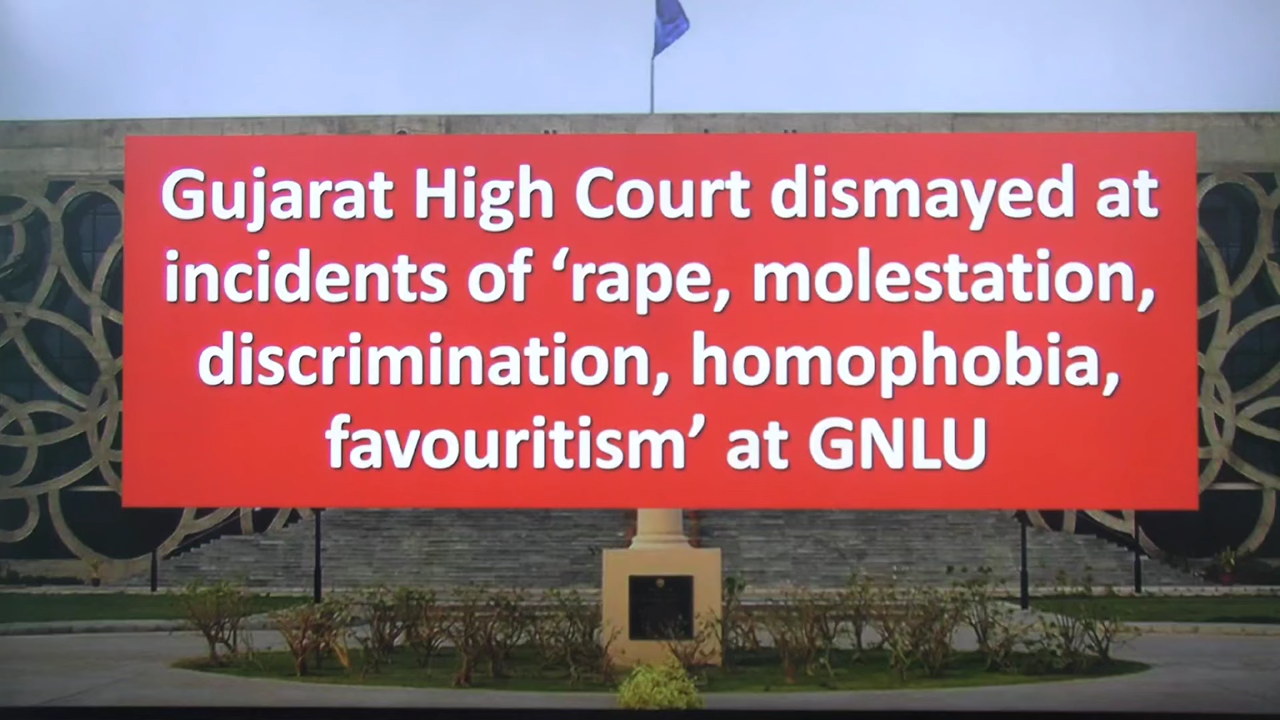 Gujarat High Court dismayed at
incidents of ‘rape, molestation,
discrimination, homophobia,
favouritism’ at GNLU